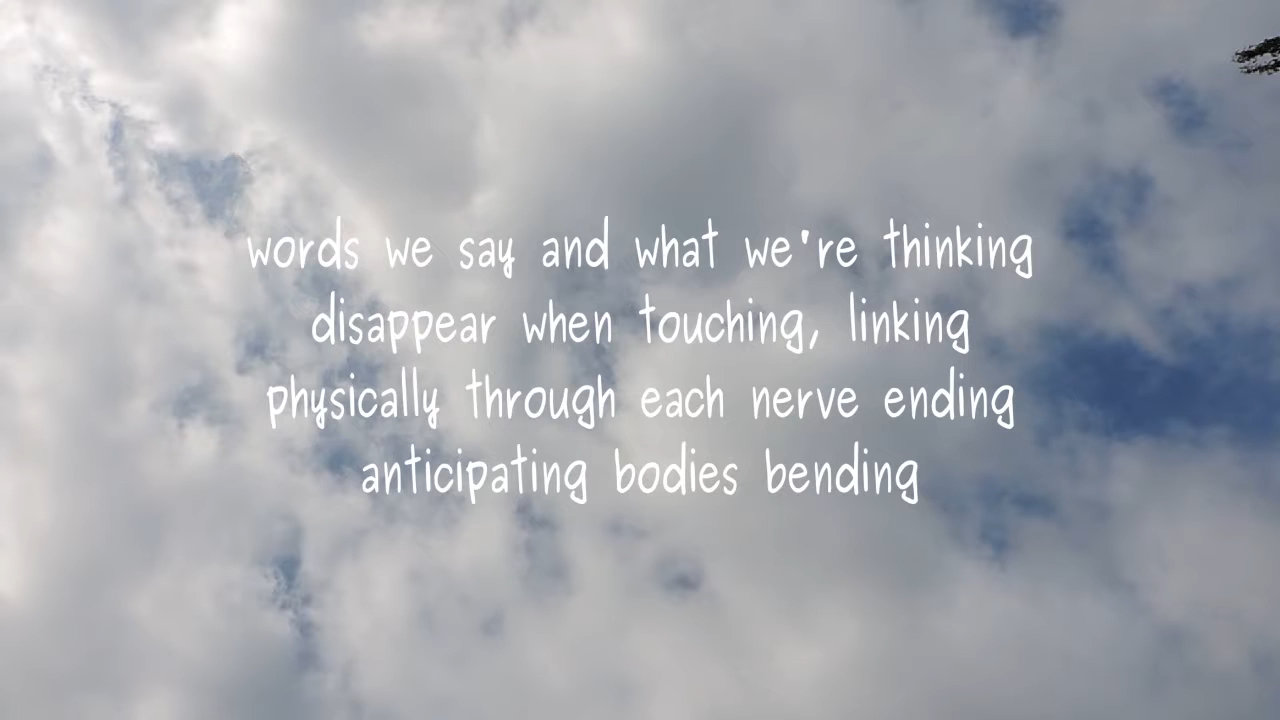 words we say and what we're thinking
disappear when touching, linking
physically through each nerve ending
anticipating bodies bending